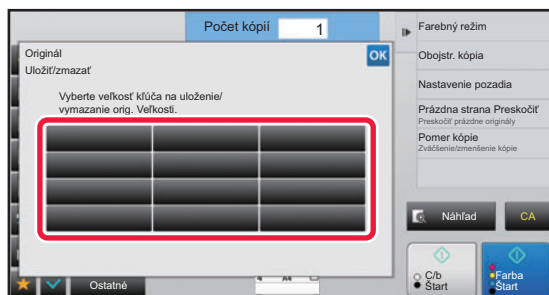 Počet kópií 1
Originál
OK
Uložiť/zmazať
Vyberte veľkosť kľúča na uloženie/
vymazanie orig. Veľkosti.
Farebný režim
Obojstr. kópia
Nastavenie pozadia
Prázdna strana Preskočiť
Preskočiť prázdne originály
Pomer kópie
Zväčšenie/zmenšenie kópie
Náhľad
CA
C/b
Štart
Farba
Štart
Ostatné
A4